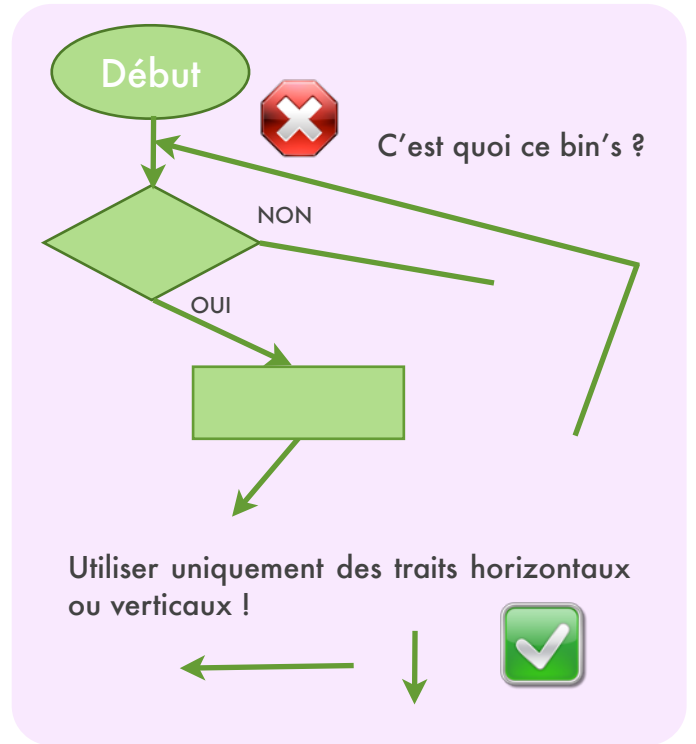 Début
C'est quoi ce bin's ?
NON
OUI
Utiliser uniquement des traits horizontaux
ou verticaux !